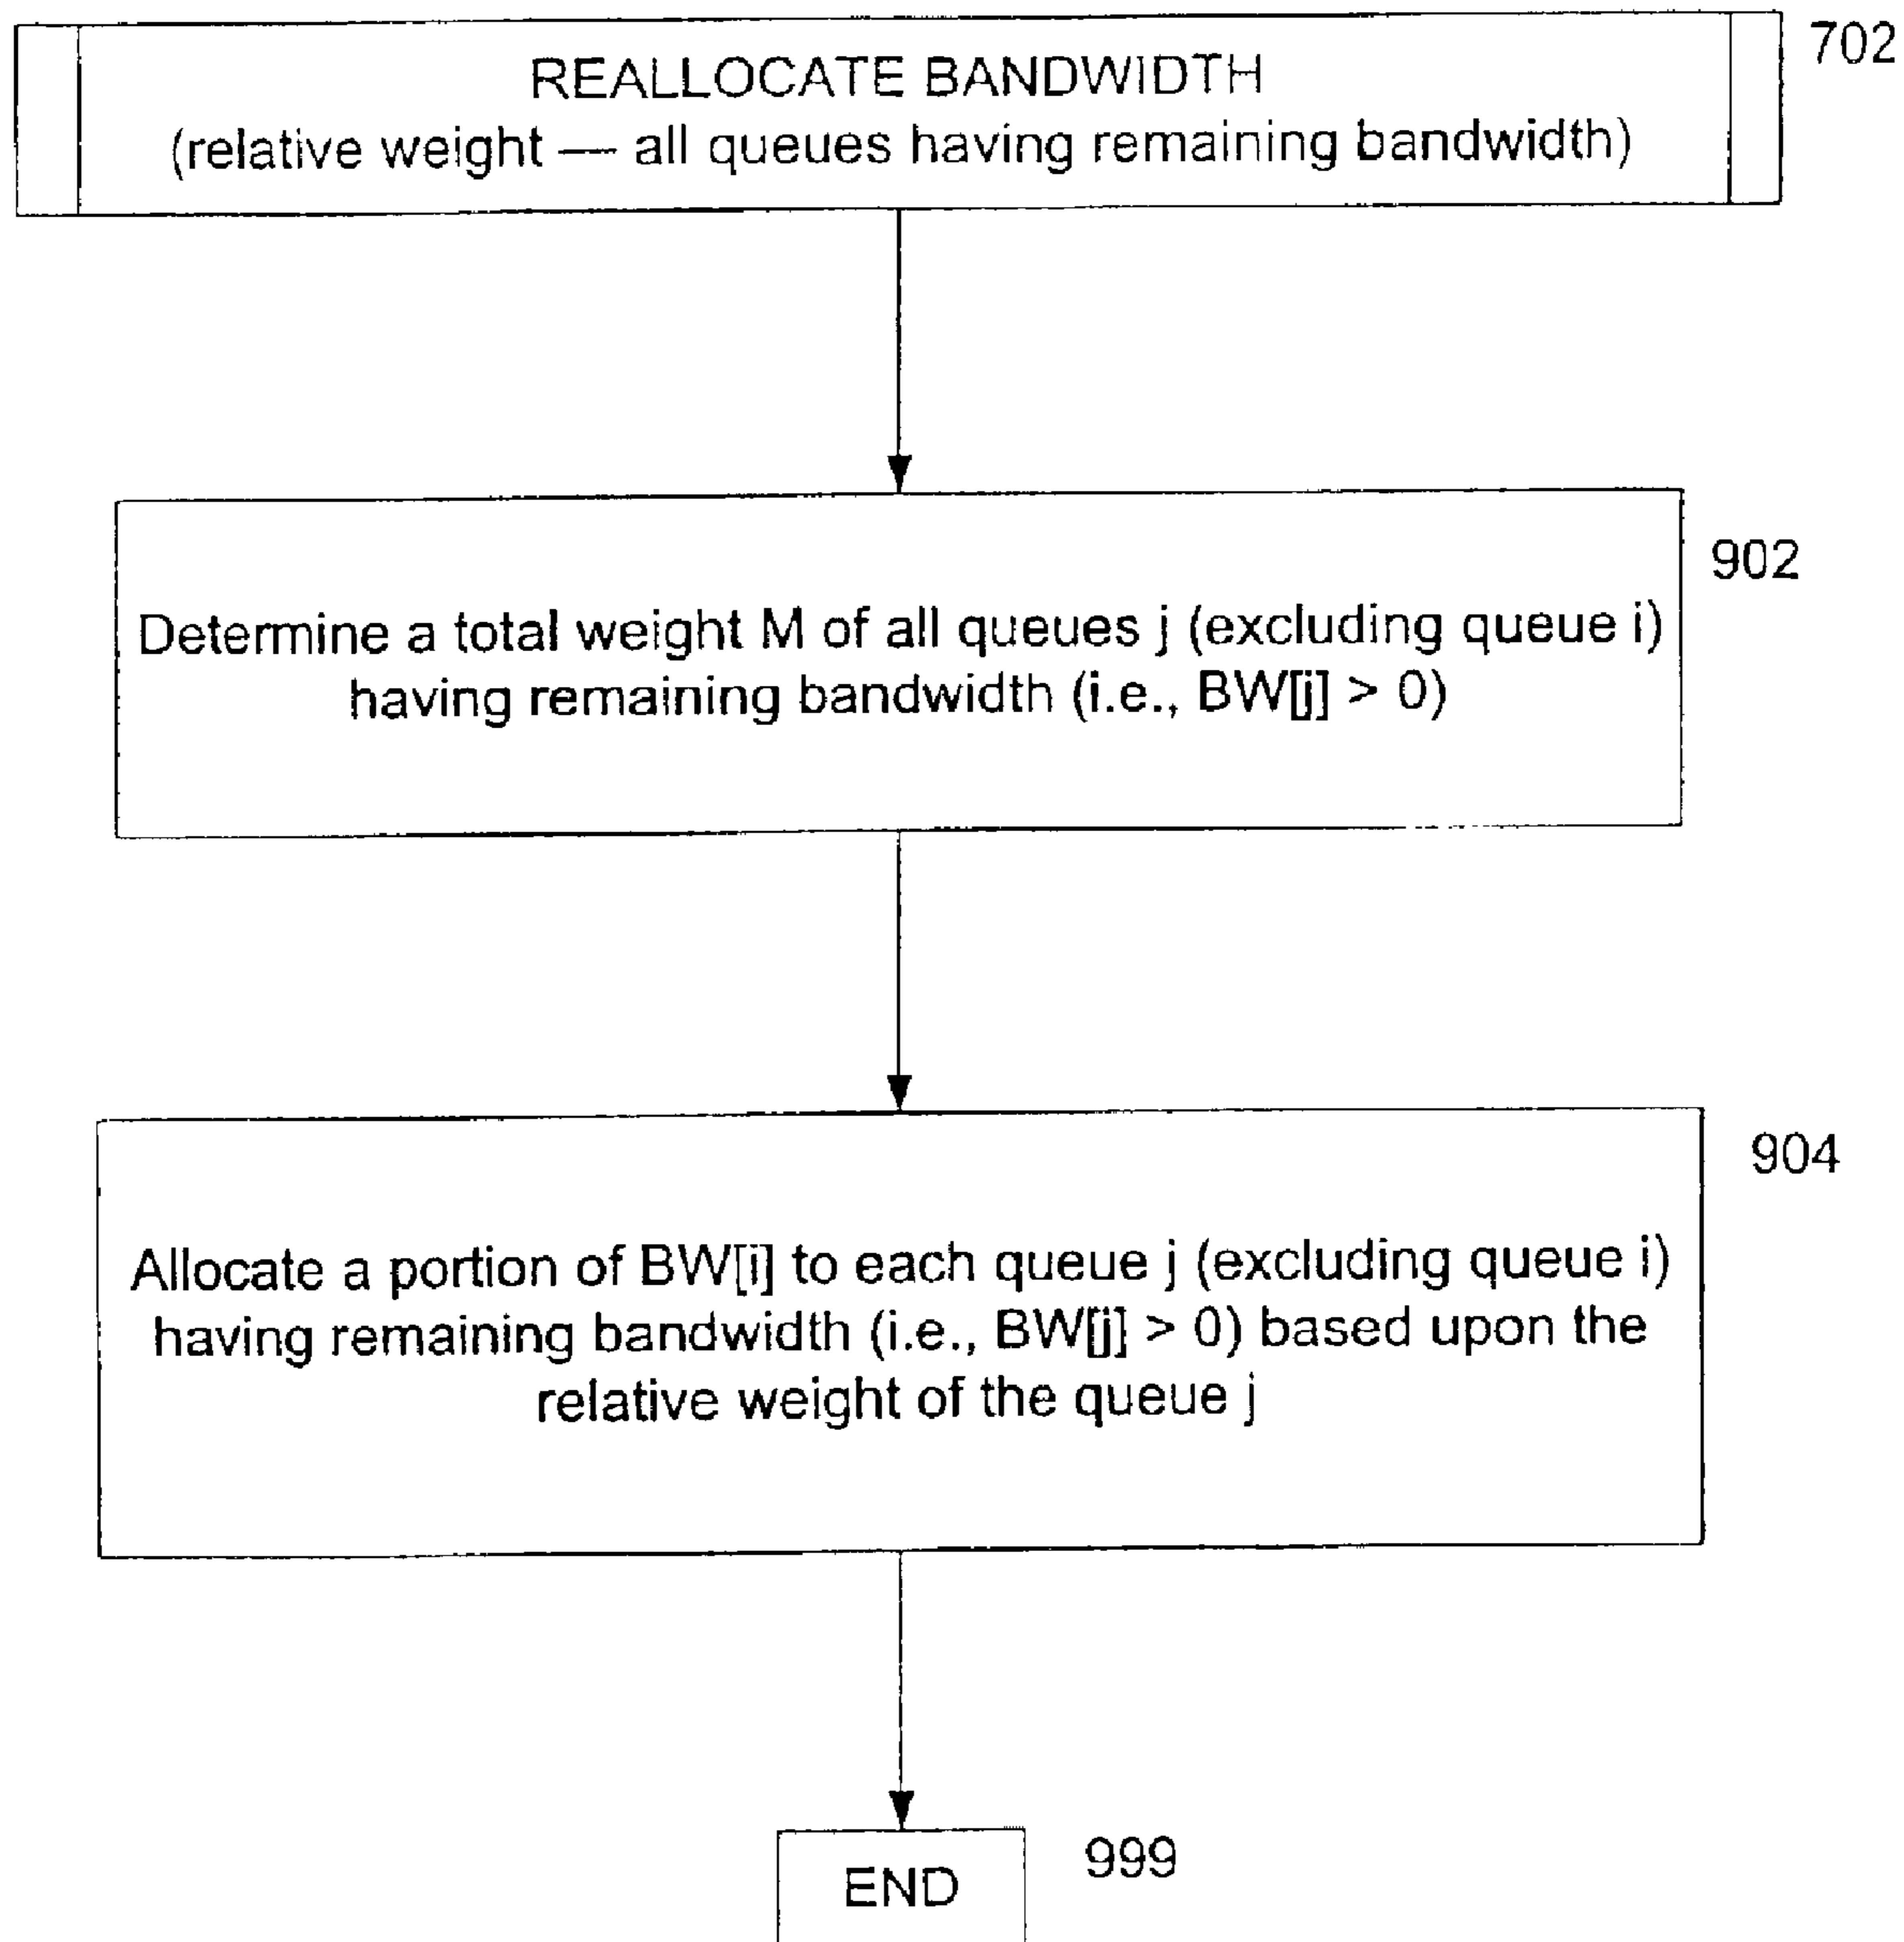 REALLOCATE BANDWIDTH
(relative weight — all queues having remaining bandwidth)
702
902
Determine a total weight M of all queues j (excluding queue i)
having remaining bandwidth (i.e., BW[j] > 0)
904
Allocate a portion of BW[i] to each queue j (excluding queue i)
having remaining bandwidth (i.e., BW[j] > 0) based upon the
relative weight of the queue j
END
999